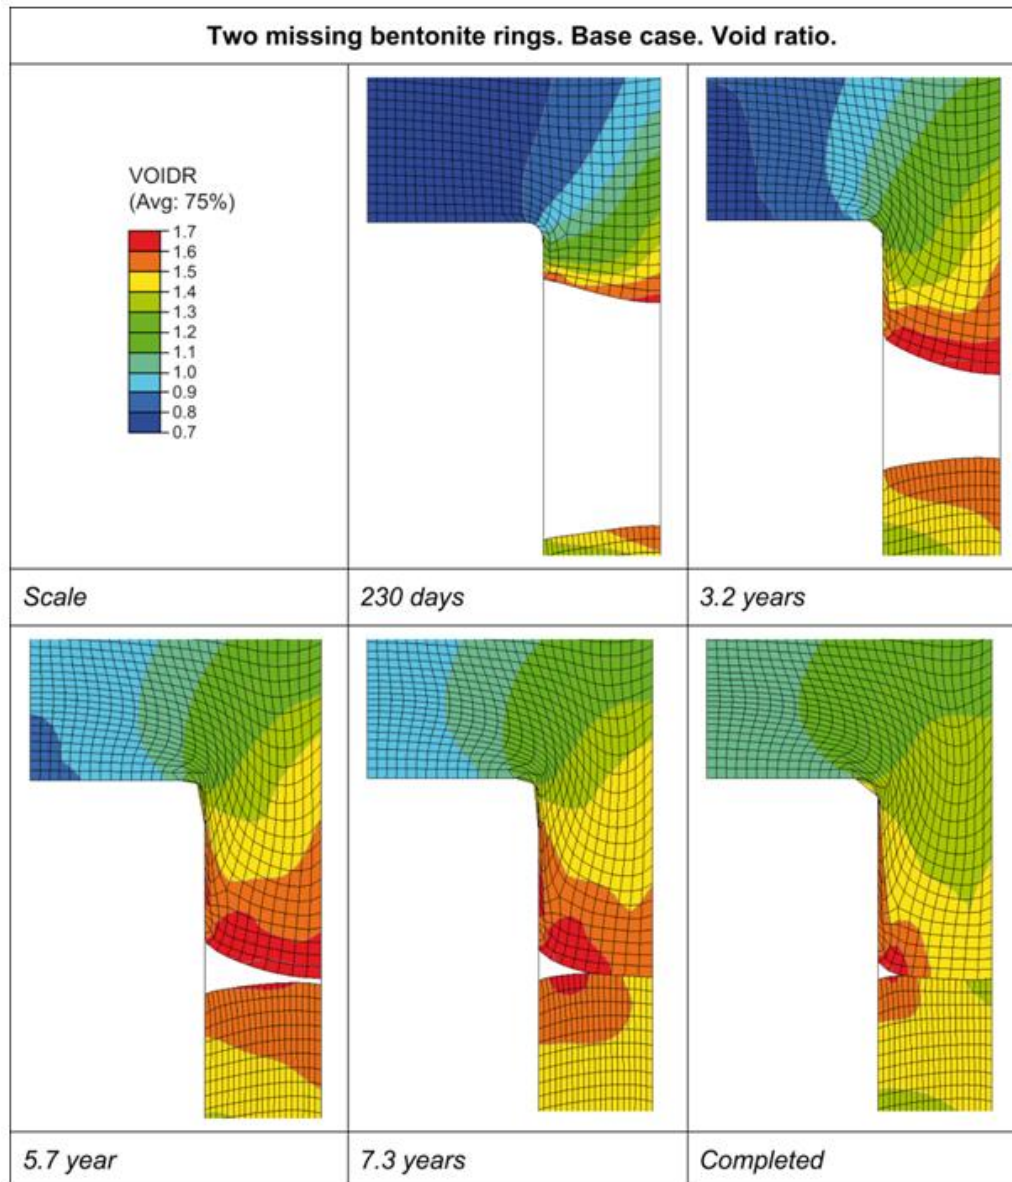 Two missing bentonite rings. Base case. Void ratio.
VOIDR
(Avg: 75%)
1.7
1.6
1.5
1.4
1.3
1.2
1.1
1.0
0.9
0.8
0.7
Scale
230 days
3.2 years
5.7 year
7.3 years
Completed